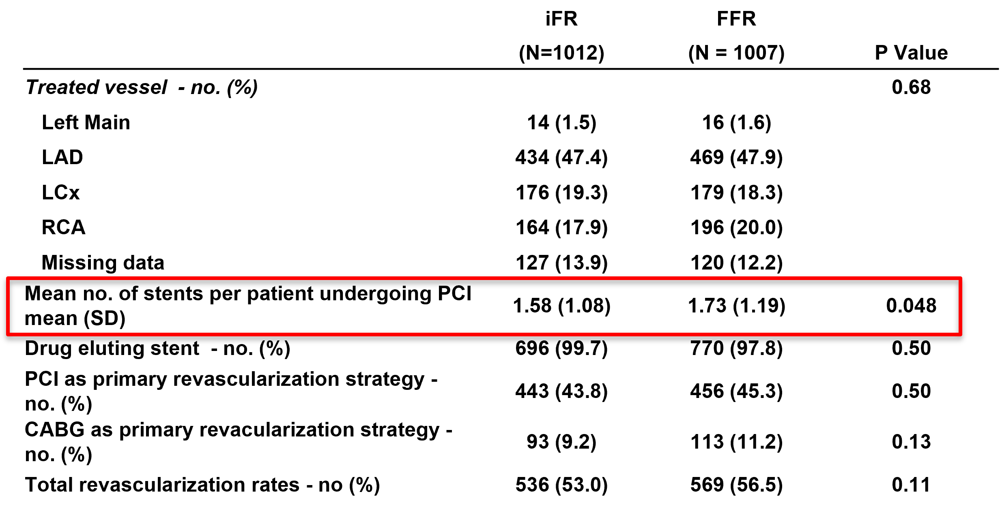 iFR FFR
(N=1012) (N = 1007) P Value
Treated vessel - no. (%) 0.68
Left Main 14 (1.5) 16 (1.6)
LAD 434 (47.4) 469 (47.9)
LCx 176 (19.3) 179 (18.3)
RCA 164 (17.9) 196 (20.0)
Missing data 127 (13.9) 120 (12.2)
Mean no. of stents per patient undergoing PCI
mean (SD) 1.58 (1.08) 1.73 (1.19) 0.048
Drug eluting stent - no. (%) 696 (99.7) 770 (97.8) 0.50
PCI as primary revascularization strategy -
no. (%) 443 (43.8) 456 (45.3) 0.50
CABG as primary revacularization strategy -
no. (%) 93 (9.2) 113 (11.2) 0.13
Total revascularization rates - no (%) 536 (53.0) 569 (56.5) 0.11